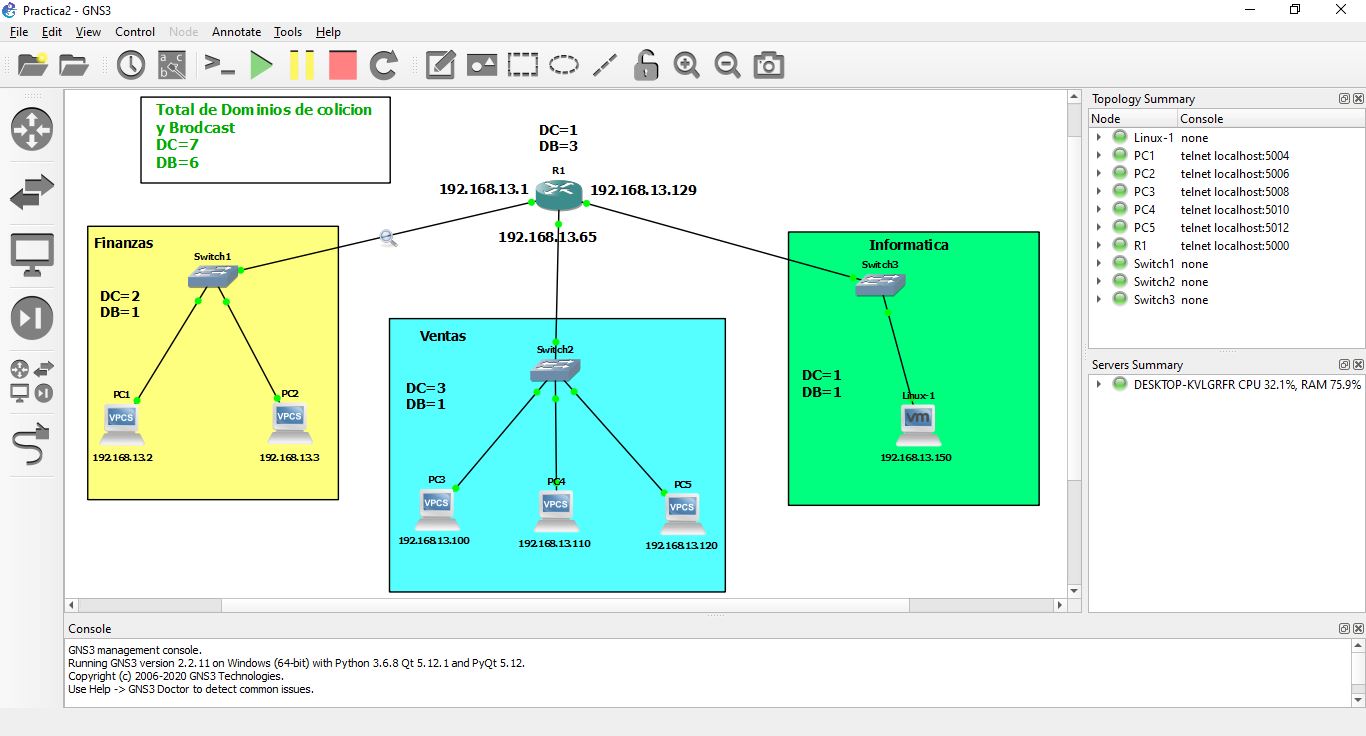 Practica2 - GNS3
File Edit View Control Node Annotate Tools Help
Total de Dominios de colicion
y Brodcast
DC=7
DB=6
DC=1
DB=3
R1
192.168.13.1
192.168.13.129
192.168.13.65
Finanzas
Switch1
DC=2
DB=1
PC1
VPCS
192.168.13.2
PC2
VPCS
192.168.13.3
Ventas
Switch2
DC=3
DB=1
PC3
VPCS
192.168.13.100
PC4
VPCS
192.168.13.110
PC5
VPCS
192.168.13.120
Informatica
Switch3
DC=1
DB=1
Linux-1
vm
192.168.13.150
Topology Summary
Node Console
Linux-1 none
PC1 telnet localhost:5004
PC2 telnet localhost:5006
PC3 telnet localhost:5008
PC4 telnet localhost:5010
PC5 telnet localhost:5012
R1 telnet localhost:5000
Switch1 none
Switch2 none
Switch3 none
Servers Summary
DESKTOP-KVLGRFR CPU 32.1%, RAM 75.9%
Console
GNS3 management console.
Running GNS3 version 2.2.11 on Windows (64-bit) with Python 3.6.8 Qt 5.12.1 and PyQt 5.12.
Copyright (c) 2006-2020 GNS3 Technologies.
Use Help -> GNS3 Doctor to detect common issues.